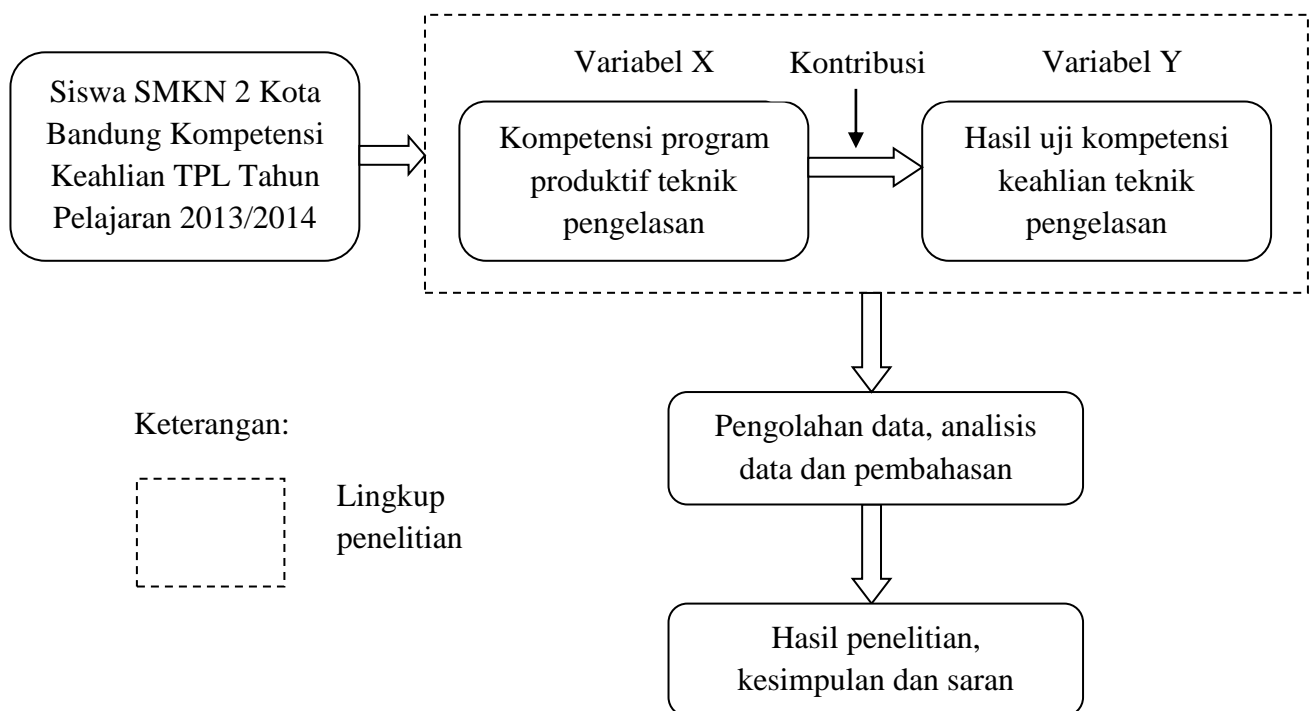 Variabel X
Kontribusi
Variabel Y
Siswa SMKN 2 Kota
Bandung Kompetensi
Keahlian TPL Tahun
Pelajaran 2013/2014
Kompetensi program
produktif teknik
pengelasan
Hasil uji kompetensi
keahlian teknik
pengelasan
Pengolahan data, analisis
data dan pembahasan
Keterangan:
Lingkup
penelitian
Hasil penelitian,
kesimpulan dan saran